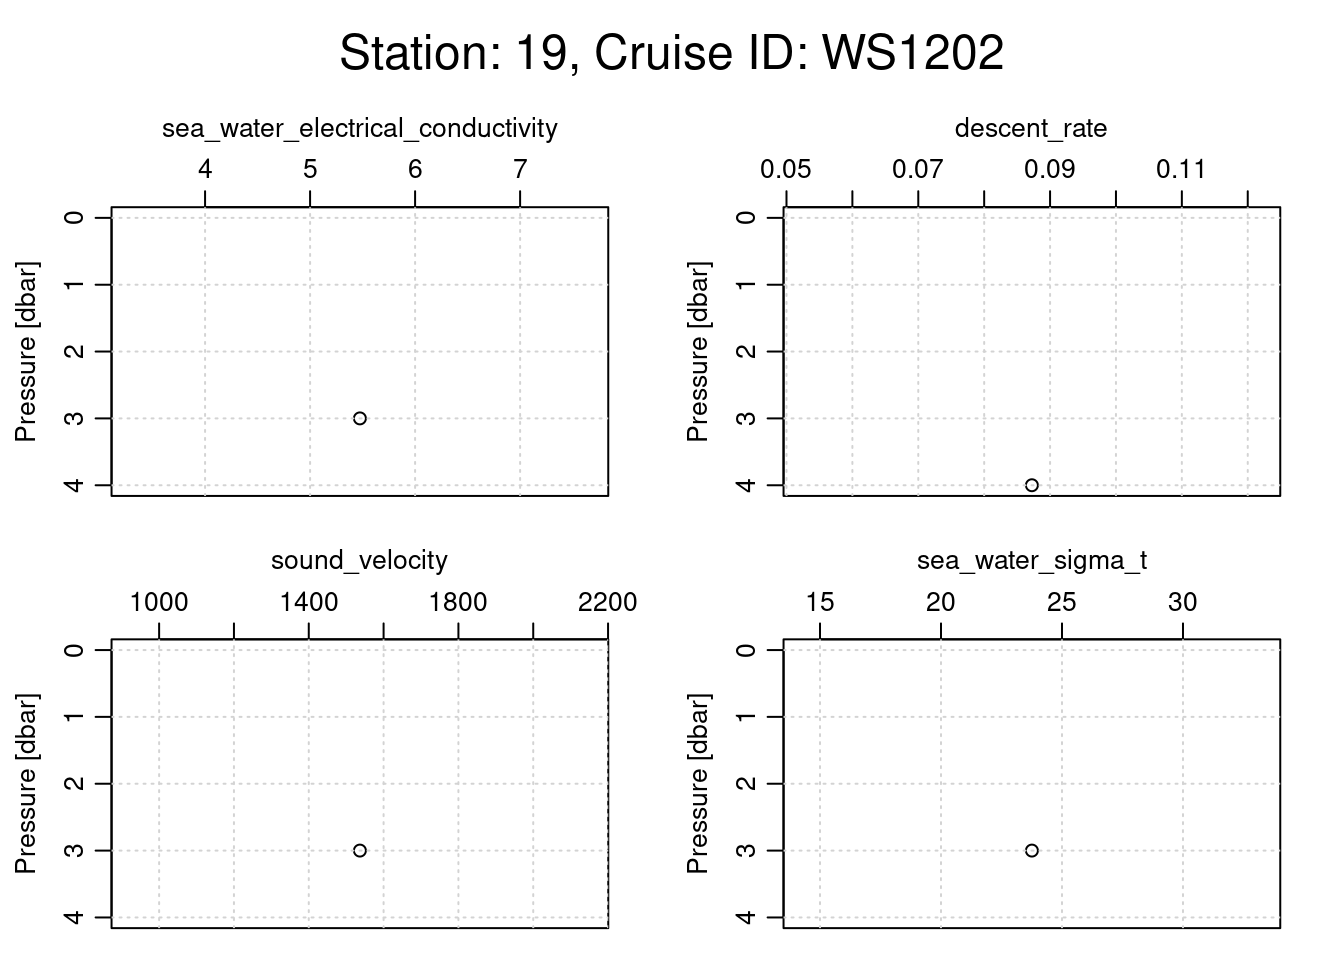 Station: 19, Cruise ID: WS1202
sea_water_electrical_conductivity
4 5 6 7
Pressure [dbar]
0
1
2
3
4
descent_rate
0.05 0.07 0.09 0.11
Pressure [dbar]
0
1
2
3
4
sound_velocity
1000 1400 1800 2200
Pressure [dbar]
0
1
2
3
4
sea_water_sigma_t
15 20 25 30
Pressure [dbar]
0
1
2
3
4